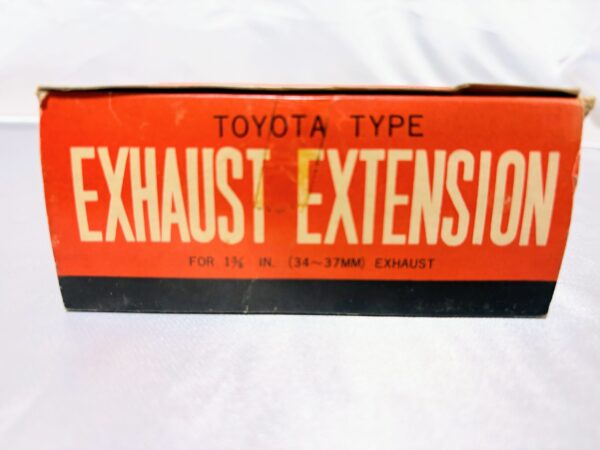 TOYOTA TYPE
EXHAUST EXTENSION
FOR 1⅜ IN. (34~37MM) EXHAUST